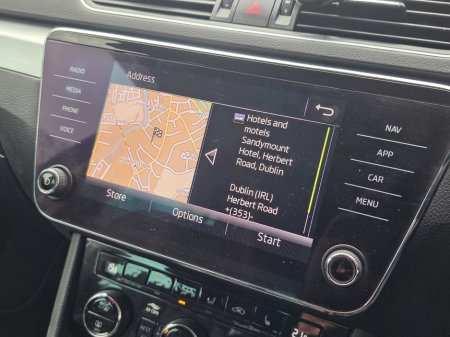 Address
RADIO
MEDIA
PHONE
VOICE
Hotels and
motels
Sandymount
Hotel, Herbert
Road, Dublin
Dublin (IRL)
Herbert Road
+(353)-
Store
Options
Start
NAV
APP
CAR
MENU
REST